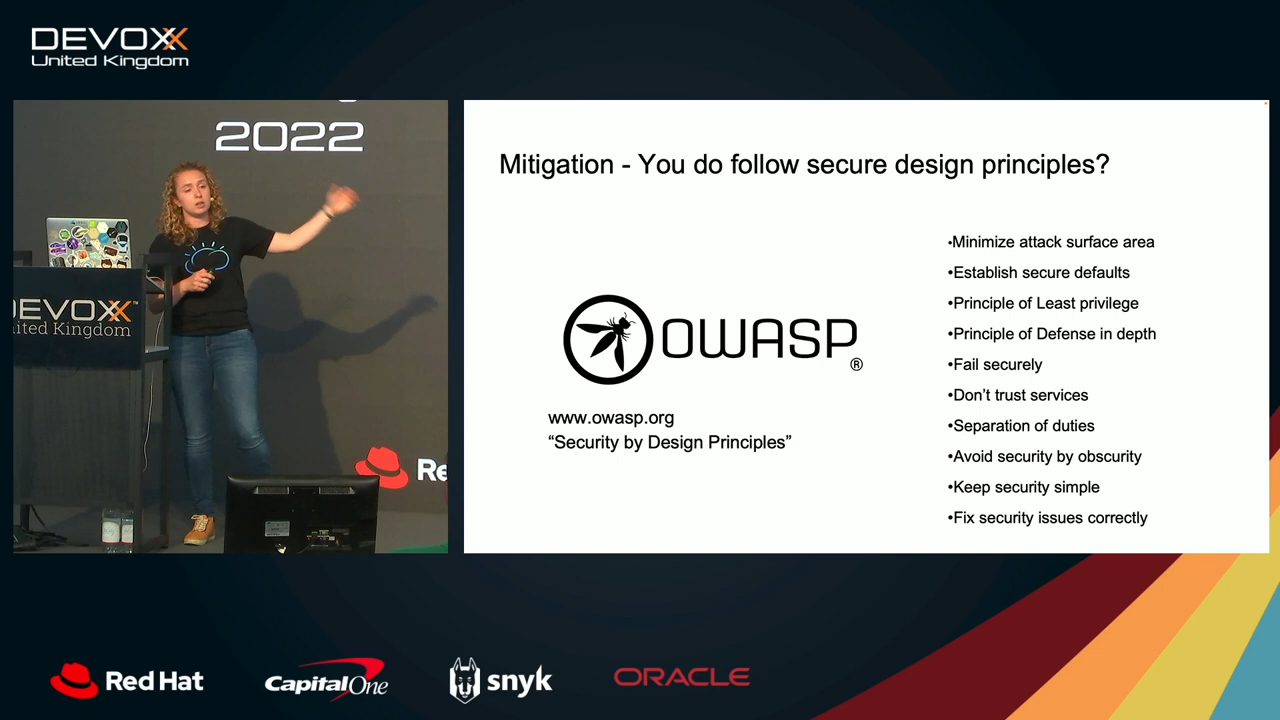 DEVOXX
United Kingdom
2022
DEVOXX™
ited Kingdom
Re
Mitigation - You do follow secure design principles?
OWASP®
www.owasp.org
“Security by Design Principles”
•Minimize attack surface area
•Establish secure defaults
•Principle of Least privilege
•Principle of Defense in depth
•Fail securely
•Don’t trust services
•Separation of duties
•Avoid security by obscurity
•Keep security simple
•Fix security issues correctly
Red Hat
Capital One
snyk
ORACLE